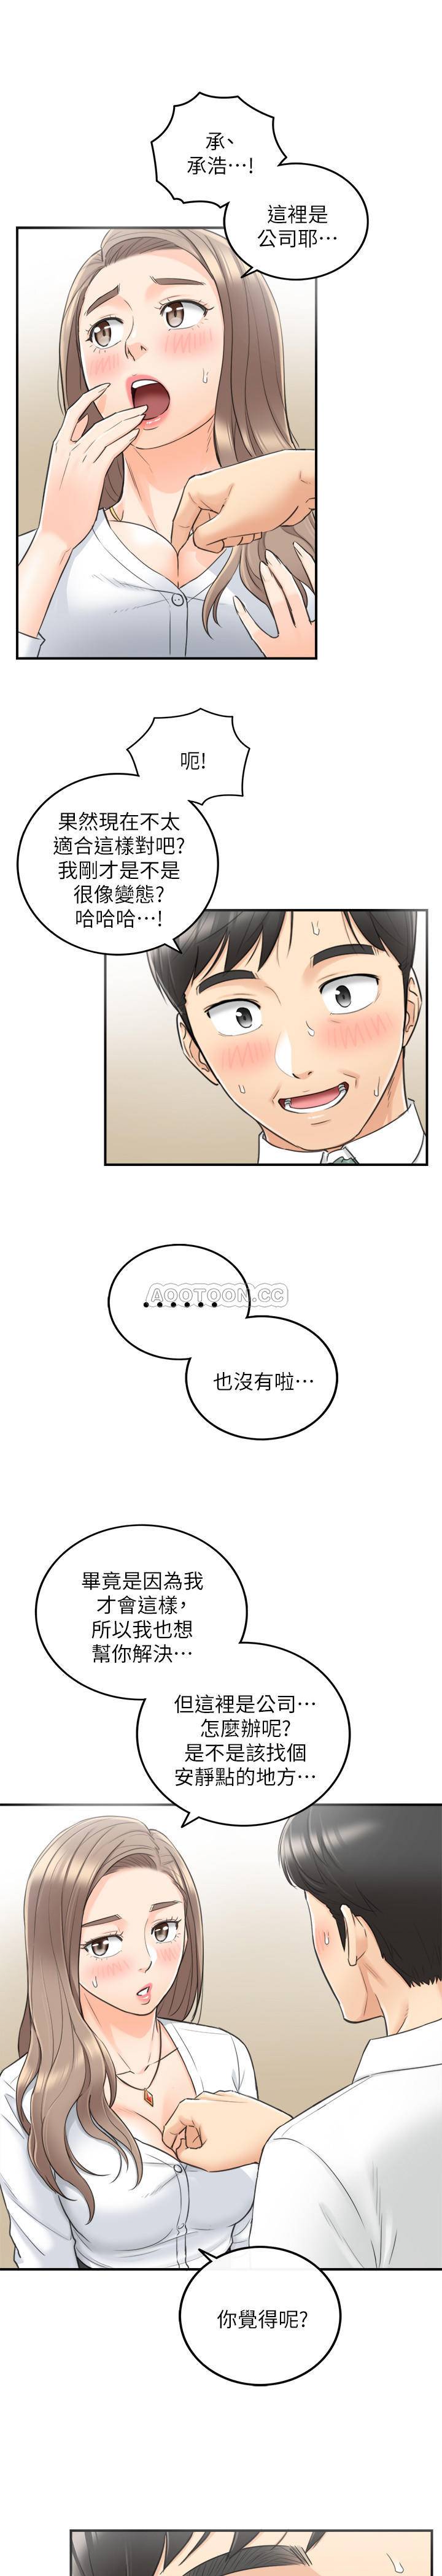 承、
承浩⋯!
這裡是
公司耶⋯
呃!
果然現在不太
適合這樣對吧?
我剛才是不是
很像變態?
哈哈哈⋯!
AOOTOON.CC
⋯⋯
也沒有啦⋯
畢竟是因為我
才會這樣,
所以我也想
幫你解決⋯
但這裡是公司⋯
怎麼辦呢?
是不是該找個
安靜點的地方⋯
你覺得呢?